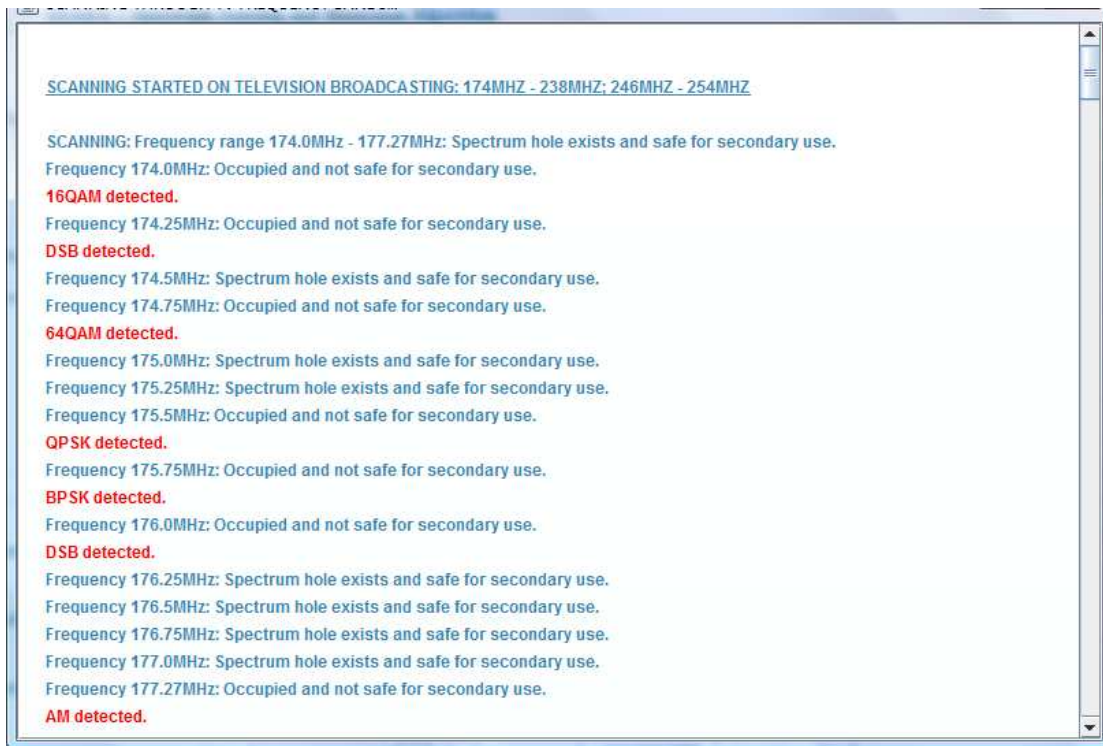 SCANNING STARTED ON TELEVISION BROADCASTING: 174MHZ - 238MHZ; 246MHZ - 254MHZ
SCANNING: Frequency range 174.0MHz - 177.27MHz: Spectrum hole exists and safe for secondary use.
Frequency 174.0MHz: Occupied and not safe for secondary use.
16QAM detected.
Frequency 174.25MHz: Occupied and not safe for secondary use.
DSB detected.
Frequency 174.5MHz: Spectrum hole exists and safe for secondary use.
Frequency 174.75MHz: Occupied and not safe for secondary use.
64QAM detected.
Frequency 175.0MHz: Spectrum hole exists and safe for secondary use.
Frequency 175.25MHz: Spectrum hole exists and safe for secondary use.
Frequency 175.5MHz: Occupied and not safe for secondary use.
QPSK detected.
Frequency 175.75MHz: Occupied and not safe for secondary use.
BPSK detected.
Frequency 176.0MHz: Occupied and not safe for secondary use.
DSB detected.
Frequency 176.25MHz: Spectrum hole exists and safe for secondary use.
Frequency 176.5MHz: Spectrum hole exists and safe for secondary use.
Frequency 176.75MHz: Spectrum hole exists and safe for secondary use.
Frequency 177.0MHz: Spectrum hole exists and safe for secondary use.
Frequency 177.27MHz: Occupied and not safe for secondary use.
AM detected.